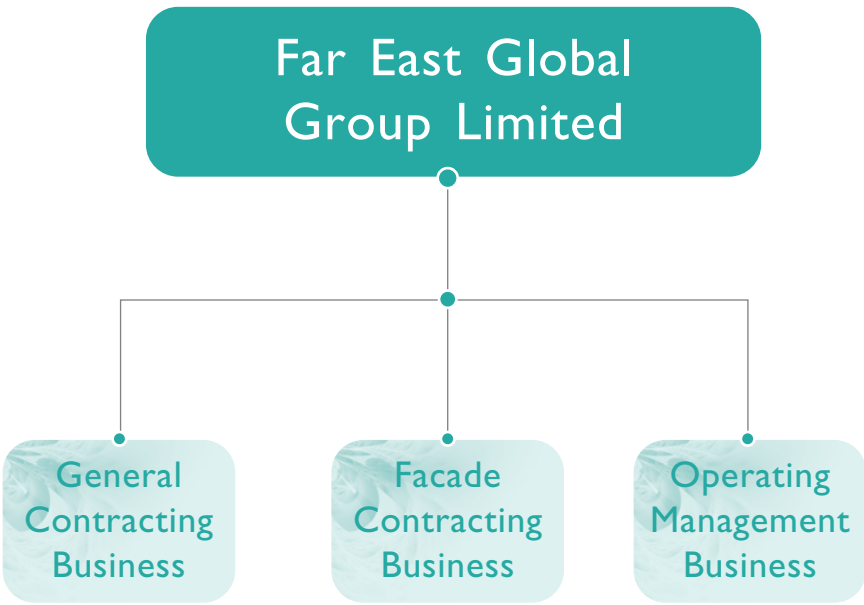 Far East Global
Group Limited
General
Contracting
Business
Facade
Contracting
Business
Operating
Management
Business